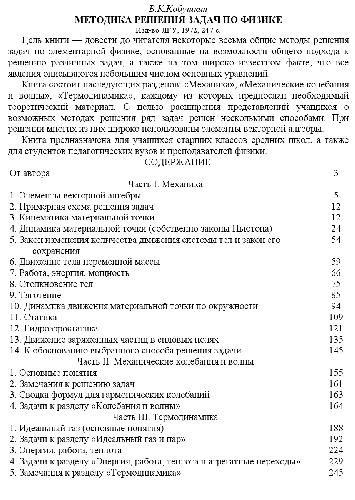 Б.К.Кобушкин
МЕТОДИКА РЕШЕНИЯ ЗАДАЧ ПО ФИЗИКЕ
Изд-во ЛГУ, 1972, 247 с.
Цель книги — довести до читателя некоторые весьма общие методы решения
задач по элементарной физике, основанные на возможности общего подхода к
решению различных задач, а также на том широко известном факте, что все
явления описываются небольшим числом основных уравнений.
Книга состоит из следующих разделов: «Механика», «Механические колебания
и волны», «Термодинамика», каждому из которых предпослан необходимый
теоретический материал. С целью расширения представлений учащихся о
возможных методах решения ряд задач решен несколькими способами. При
решении многих из них широко использованы элементы векторной алгебры.
Книга предназначена для учащихся старших классов средних школ, а также
для студентов педагогических вузов и преподавателей физики.
СОДЕРЖАНИЕ
От автора 3
Часть I. Механика
1. Элементы векторной алгебры 5
2. Примерная схема решения задач 12
3. Кинематика материальной точки 12
4. Динамика материальной точки (собственно законы Ньютона) 24
5. Закон изменения количества движения системы тел и закон его 54
сохранения
6. Движение тела переменной массы 59
7. Работа, энергия, мощность 66
8. Столкновение тел 75
9. Тяготение 85
10. Динамика движения материальной точки по окружности 94
11. Статика 109
12. Гидроаэростатика 121
13. Движение заряженных частиц в силовых полях 135
14. К обоснованию выбранного способа решения задачи 145
Часть II. Механические колебания и волны
1. Основные понятия 155
2. Замечания к решению задач 161
3. Сводка формул для гармонических колебаний 163
4. Задачи к разделу «Колебания и волны» 164
Часть III. Термодинамика
1. Идеальный газ (основные понятия) 188
2. Задачи к разделу «Идеальный газ и пар» 192
3. Энергия, работа, теплота 224
4. Задачи к разделу «Энергия, работа, теплота и агрегатные переходы» 229
5. Замечания к разделу «Термодинамика» 245